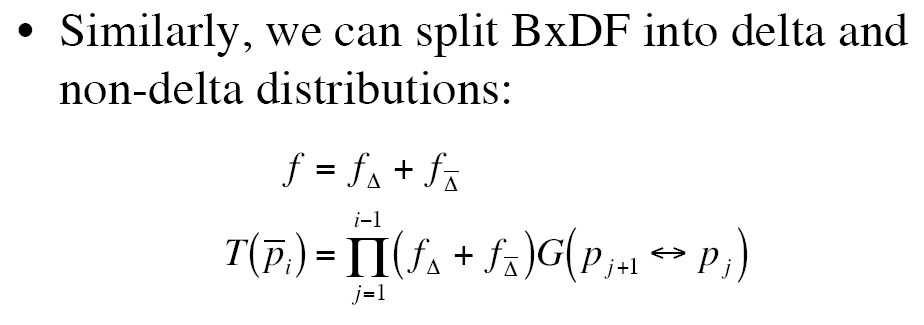 • Similarly, we can split BxDF into delta and
non-delta distributions:
f = f_Δ + f_Δ̅
T(p̅_i) = ∏_{j=1}^{i−1} (f_Δ + f_Δ̅) G(p_{j+1} ↔ p_j)